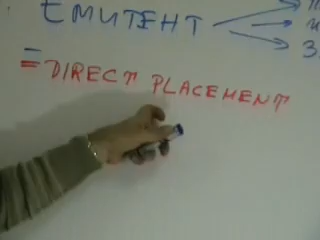 ЕМИТЕНТ
= DIRECT PLACEMENT